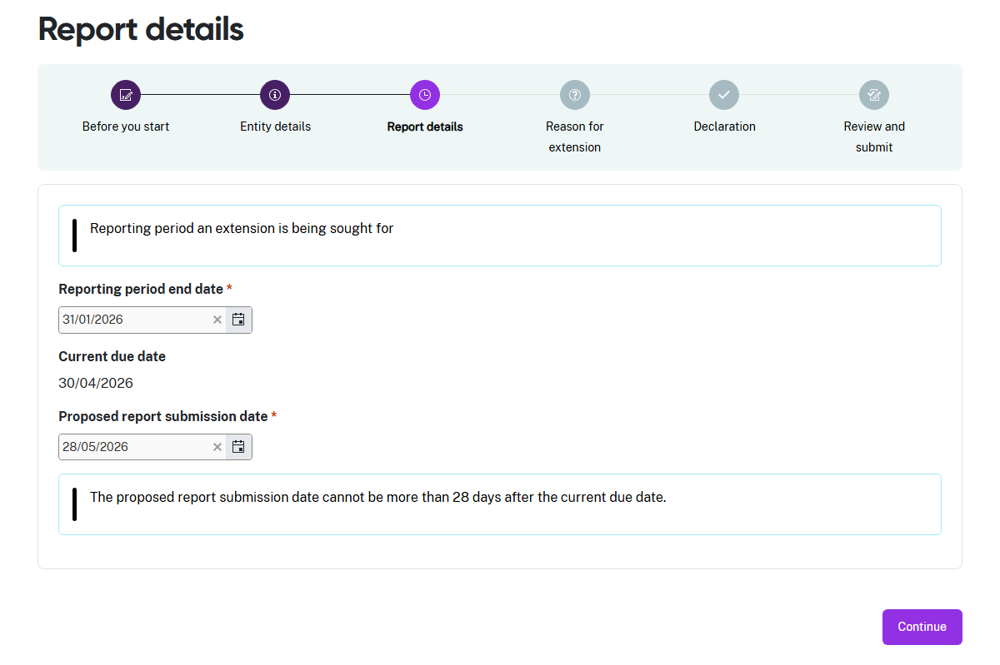 Report details
Before you start
Entity details
Report details
Reason for
extension
Declaration
Review and
submit
Reporting period an extension is being sought for
Reporting period end date *
31/01/2026
Current due date
30/04/2026
Proposed report submission date *
28/05/2026
The proposed report submission date cannot be more than 28 days after the current due date.
Continue